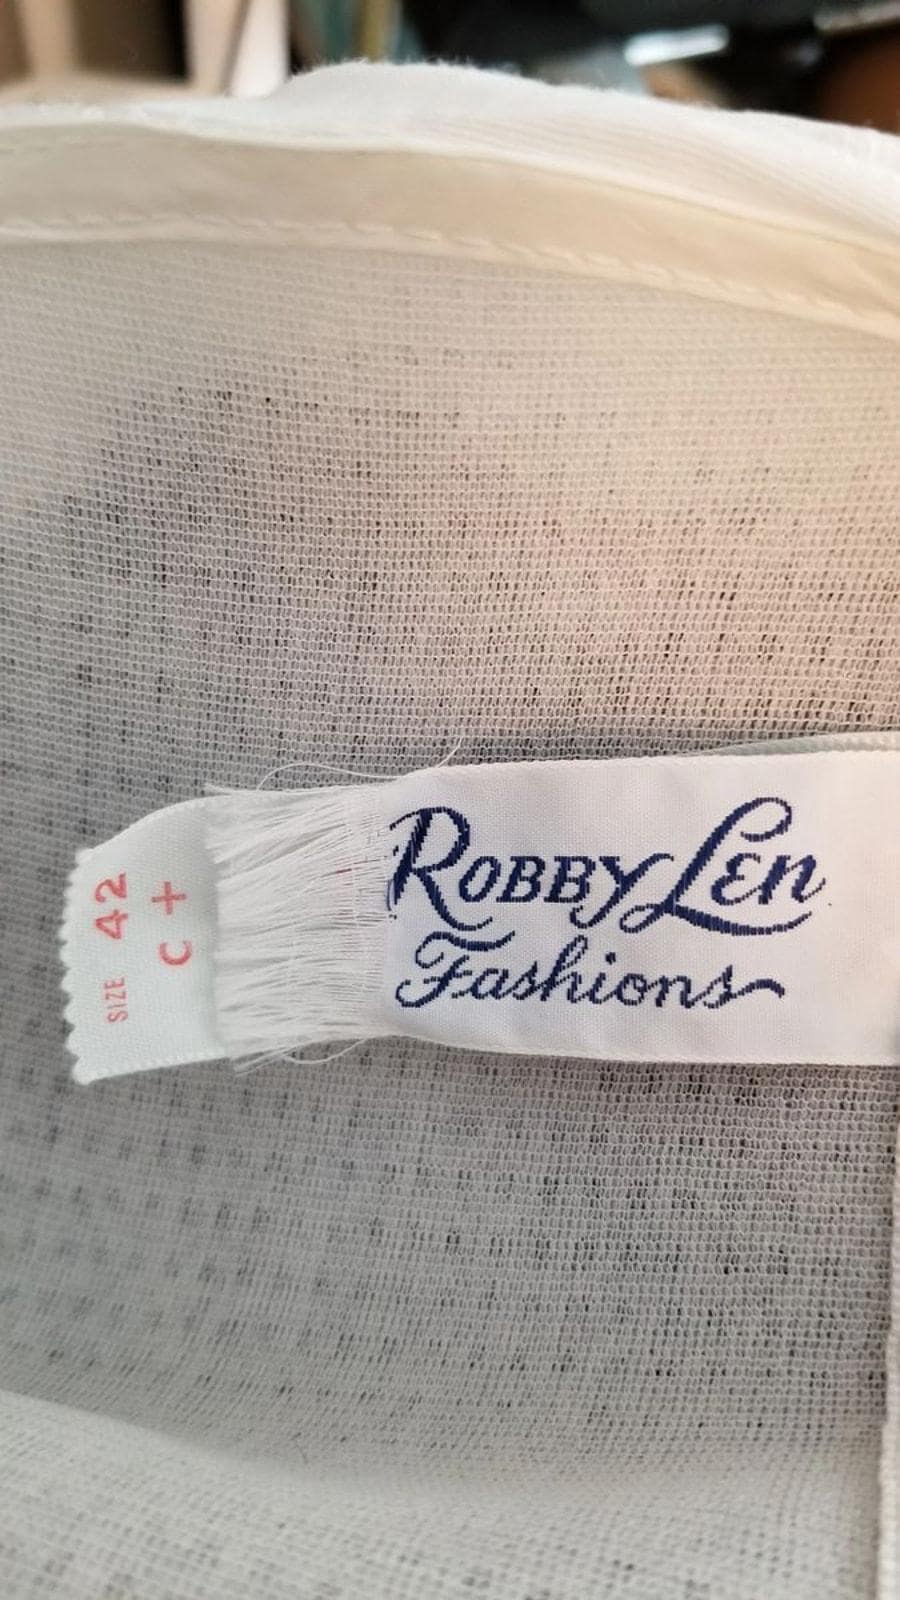 SIZE 42
C+
ROBBY LEN
Fashions